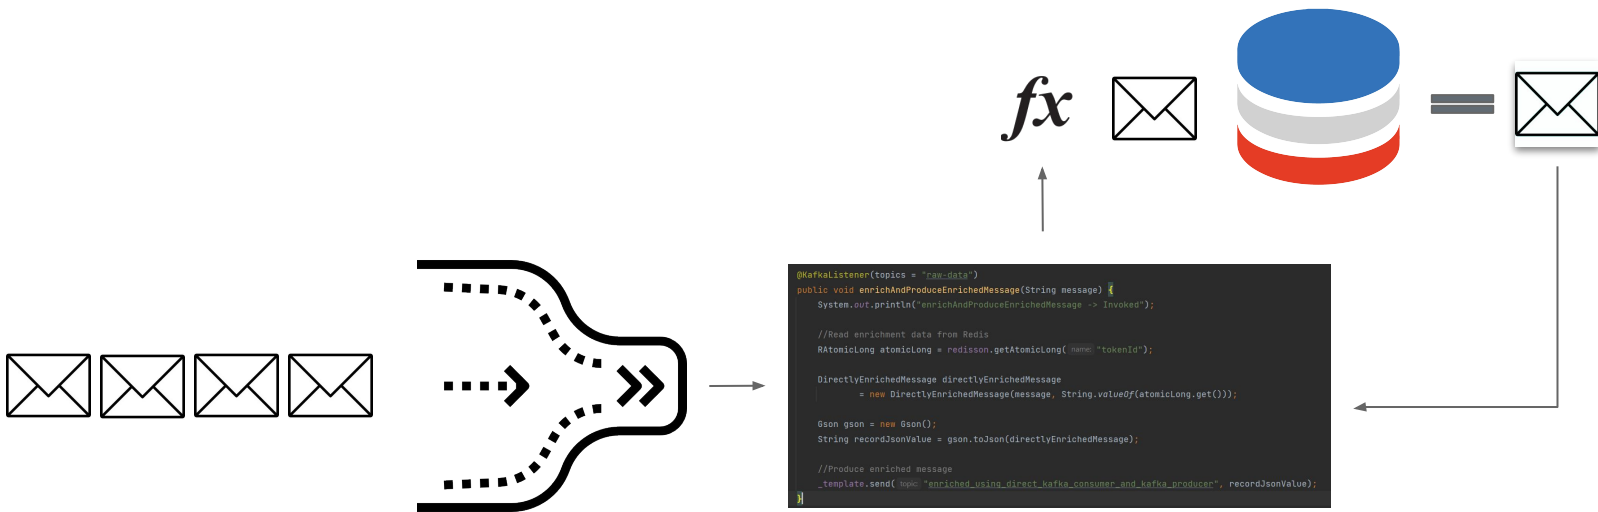 fx
@KafkaListener(topics = "raw-data")
public void enrichAndProduceEnrichedMessage(String message) {
System.out.println("enrichAndProduceEnrichedMessage -> Invoked");
//Read enrichment data from Redis
RAtomicLong atomicLong = redisson.getAtomicLong( name: "tokenId");
DirectlyEnrichedMessage directlyEnrichedMessage
= new DirectlyEnrichedMessage(message, String.valueOf(atomicLong.get()));
Gson gson = new Gson();
String recordJsonValue = gson.toJson(directlyEnrichedMessage);
//Produce enriched message
_template.send( topic: "enriched_using_direct_kafka_consumer_and_kafka_producer", recordJsonValue);
}